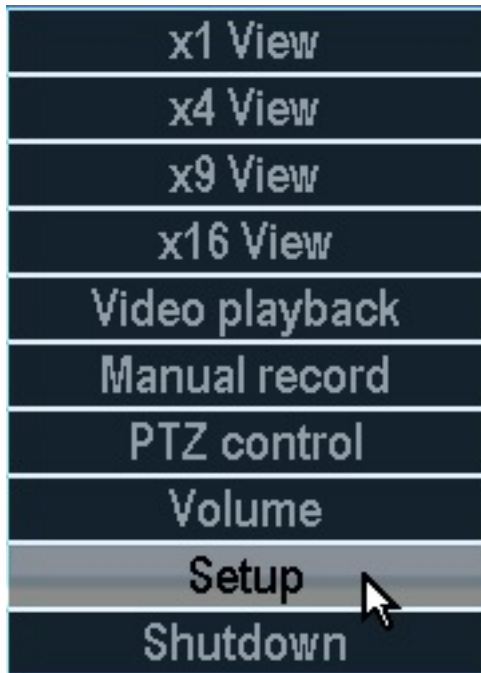 x1 View
x4 View
x9 View
x16 View
Video playback
Manual record
PTZ control
Volume
Setup
Shutdown